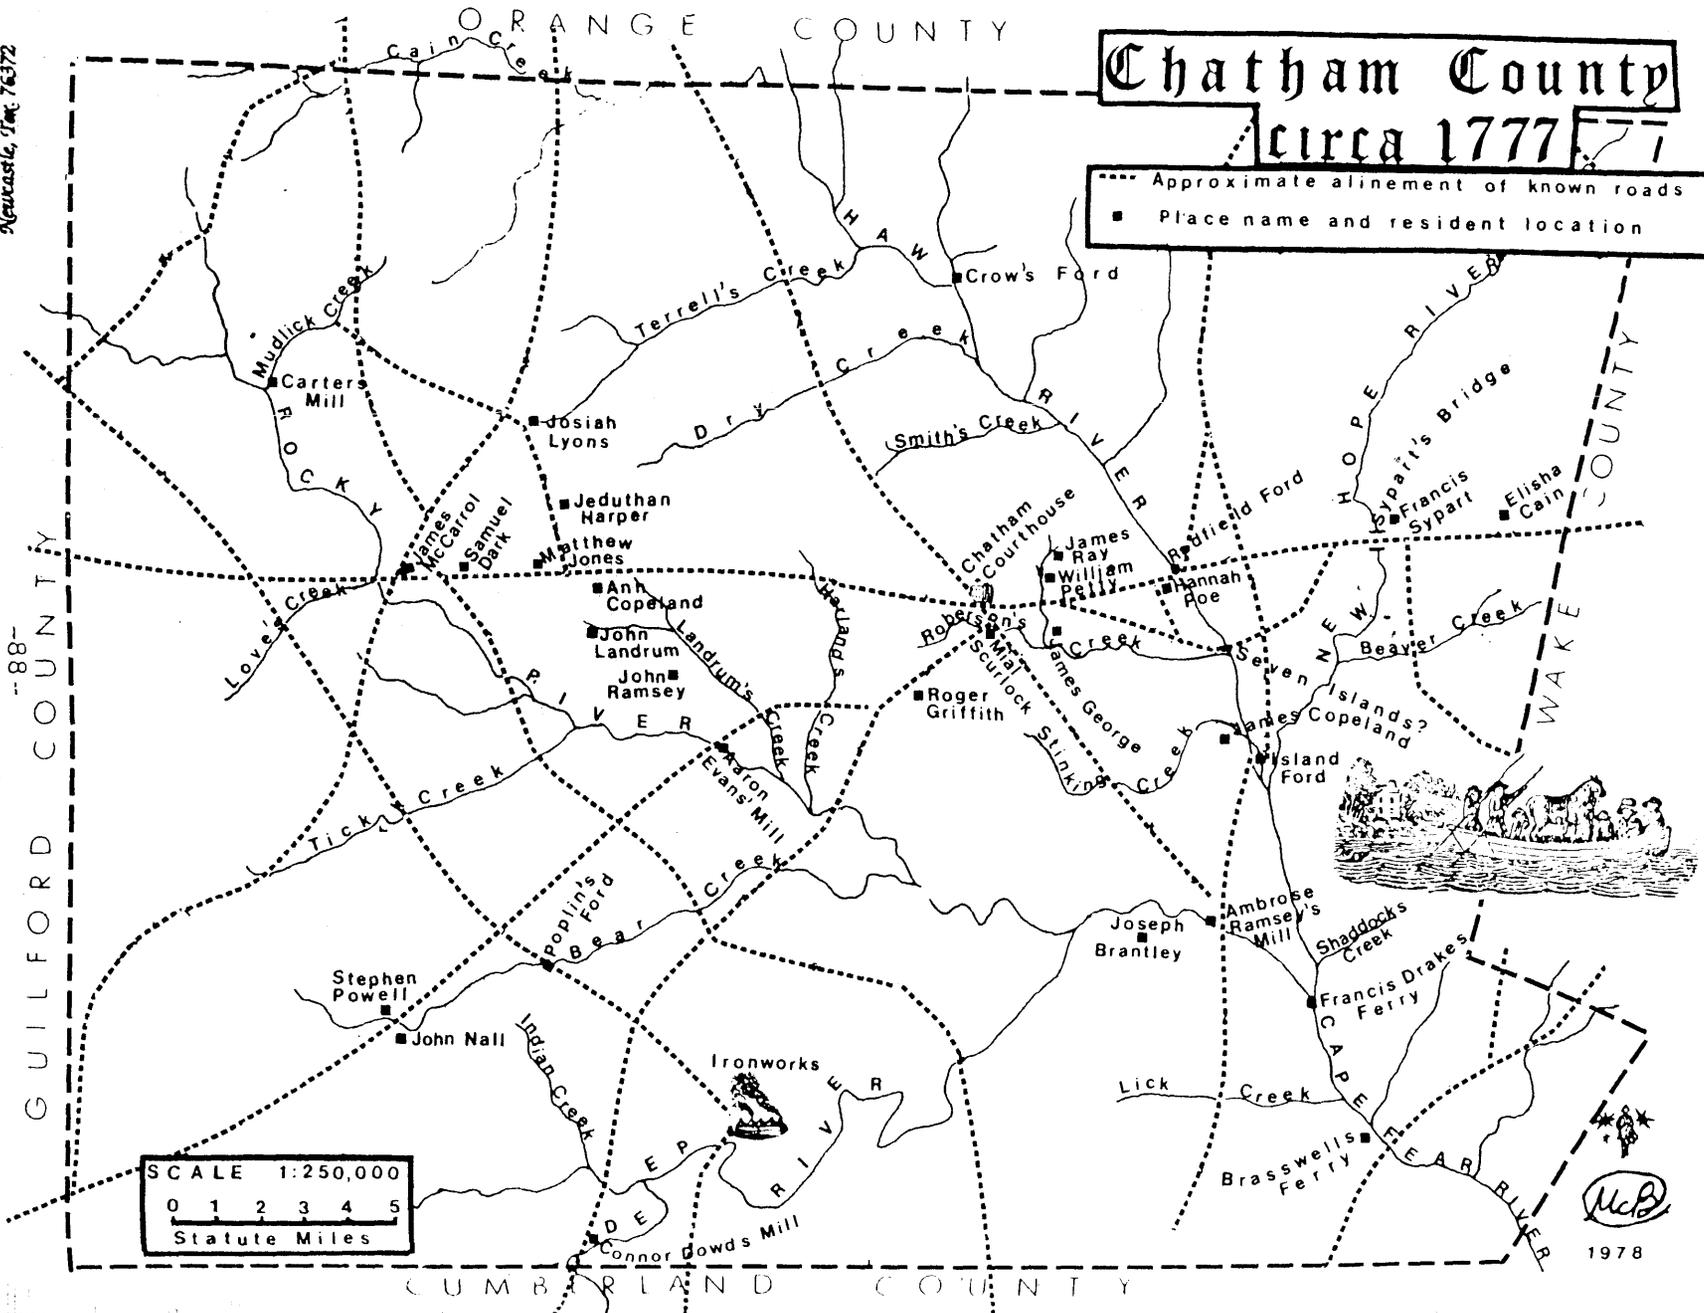 Newcastle, Tex. 76372
ORANGE COUNTY
Chatham County
circa 1777
Approximate alinement of known roads
Place name and resident location
Cain Creek
HAW
RIVER
Crow's Ford
Terrell's Creek
Mudlick Creek
Carters
Mill
ROCKY
RIVER
Josiah
Lyons
Dry Creek
Smith's Creek
HOPE RIVER
Sypart's Bridge
Francis
Sypart
Elisha
Cain
WAKE COUNTY
Jeduthan
Harper
James
McCarrol
Samuel
Dark
Matthew
Jones
Chatham
Courthouse
James
Ray
William
Petty
Redfield Ford
Hannah
Poe
Love's Creek
Ann
Copeland
John
Landrum
Landrum's
Creek
Harland's
Creek
John
Ramsey
Roberson's
Creek
Mial
Scurlock
James George
Roger
Griffith
NEW
Beaver Creek
Seven Islands?
James Copeland
Island
Ford
Stinking Creek
Aaron
Evans' Mill
Tick Creek
Poplin's
Ford
Bear Creek
Stephen
Powell
John Nall
Joseph
Brantley
Ambrose
Ramsey's
Mill
Shaddocks
Creek
Francis Drakes
Ferry
CAPE FEAR RIVER
Indian Creek
Ironworks
DEEP
RIVER
Lick Creek
Brasswells
Ferry
Connor Dowds Mill
GUILFORD COUNTY
--88--
SCALE 1:250,000
0 1 2 3 4 5
Statute Miles
CUMBERLAND COUNTY
McB
1978